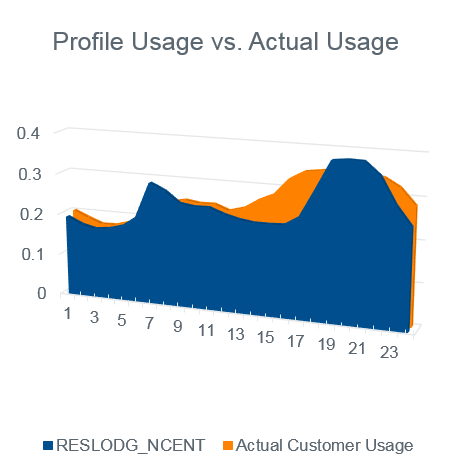 Profile Usage vs. Actual Usage
0.4
0.3
0.2
0.1
0
1 3 5 7 9 11 13 15 17 19 21 23
RESLODG_NCENT Actual Customer Usage